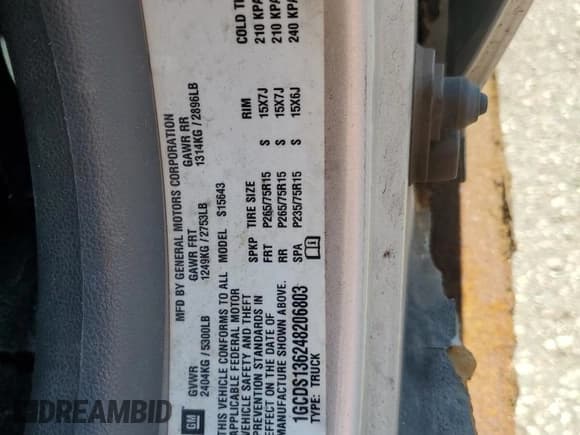 MFD BY GENERAL MOTORS CORPORATION
GM GVWR GAWR FRT GAWR RR
2404KG / 5300LB 1249KG / 2753LB 1314KG / 2896LB
THIS VEHICLE CONFORMS TO ALL MODEL S15643
APPLICABLE FEDERAL MOTOR
VEHICLE SAFETY AND THEFT
PREVENTION STANDARDS IN
EFFECT ON THE DATE OF
MANUFACTURE SHOWN ABOVE.
1GCDS136248206803
TYPE: TRUCK
SPKP TIRE SIZE RIM COLD
FRT P265/75R15 S 15X7J 210 KPA
RR P265/75R15 S 15X7J 210 KPA
SPA P235/75R15 S 15X6J 240 KPA
DREAMBID